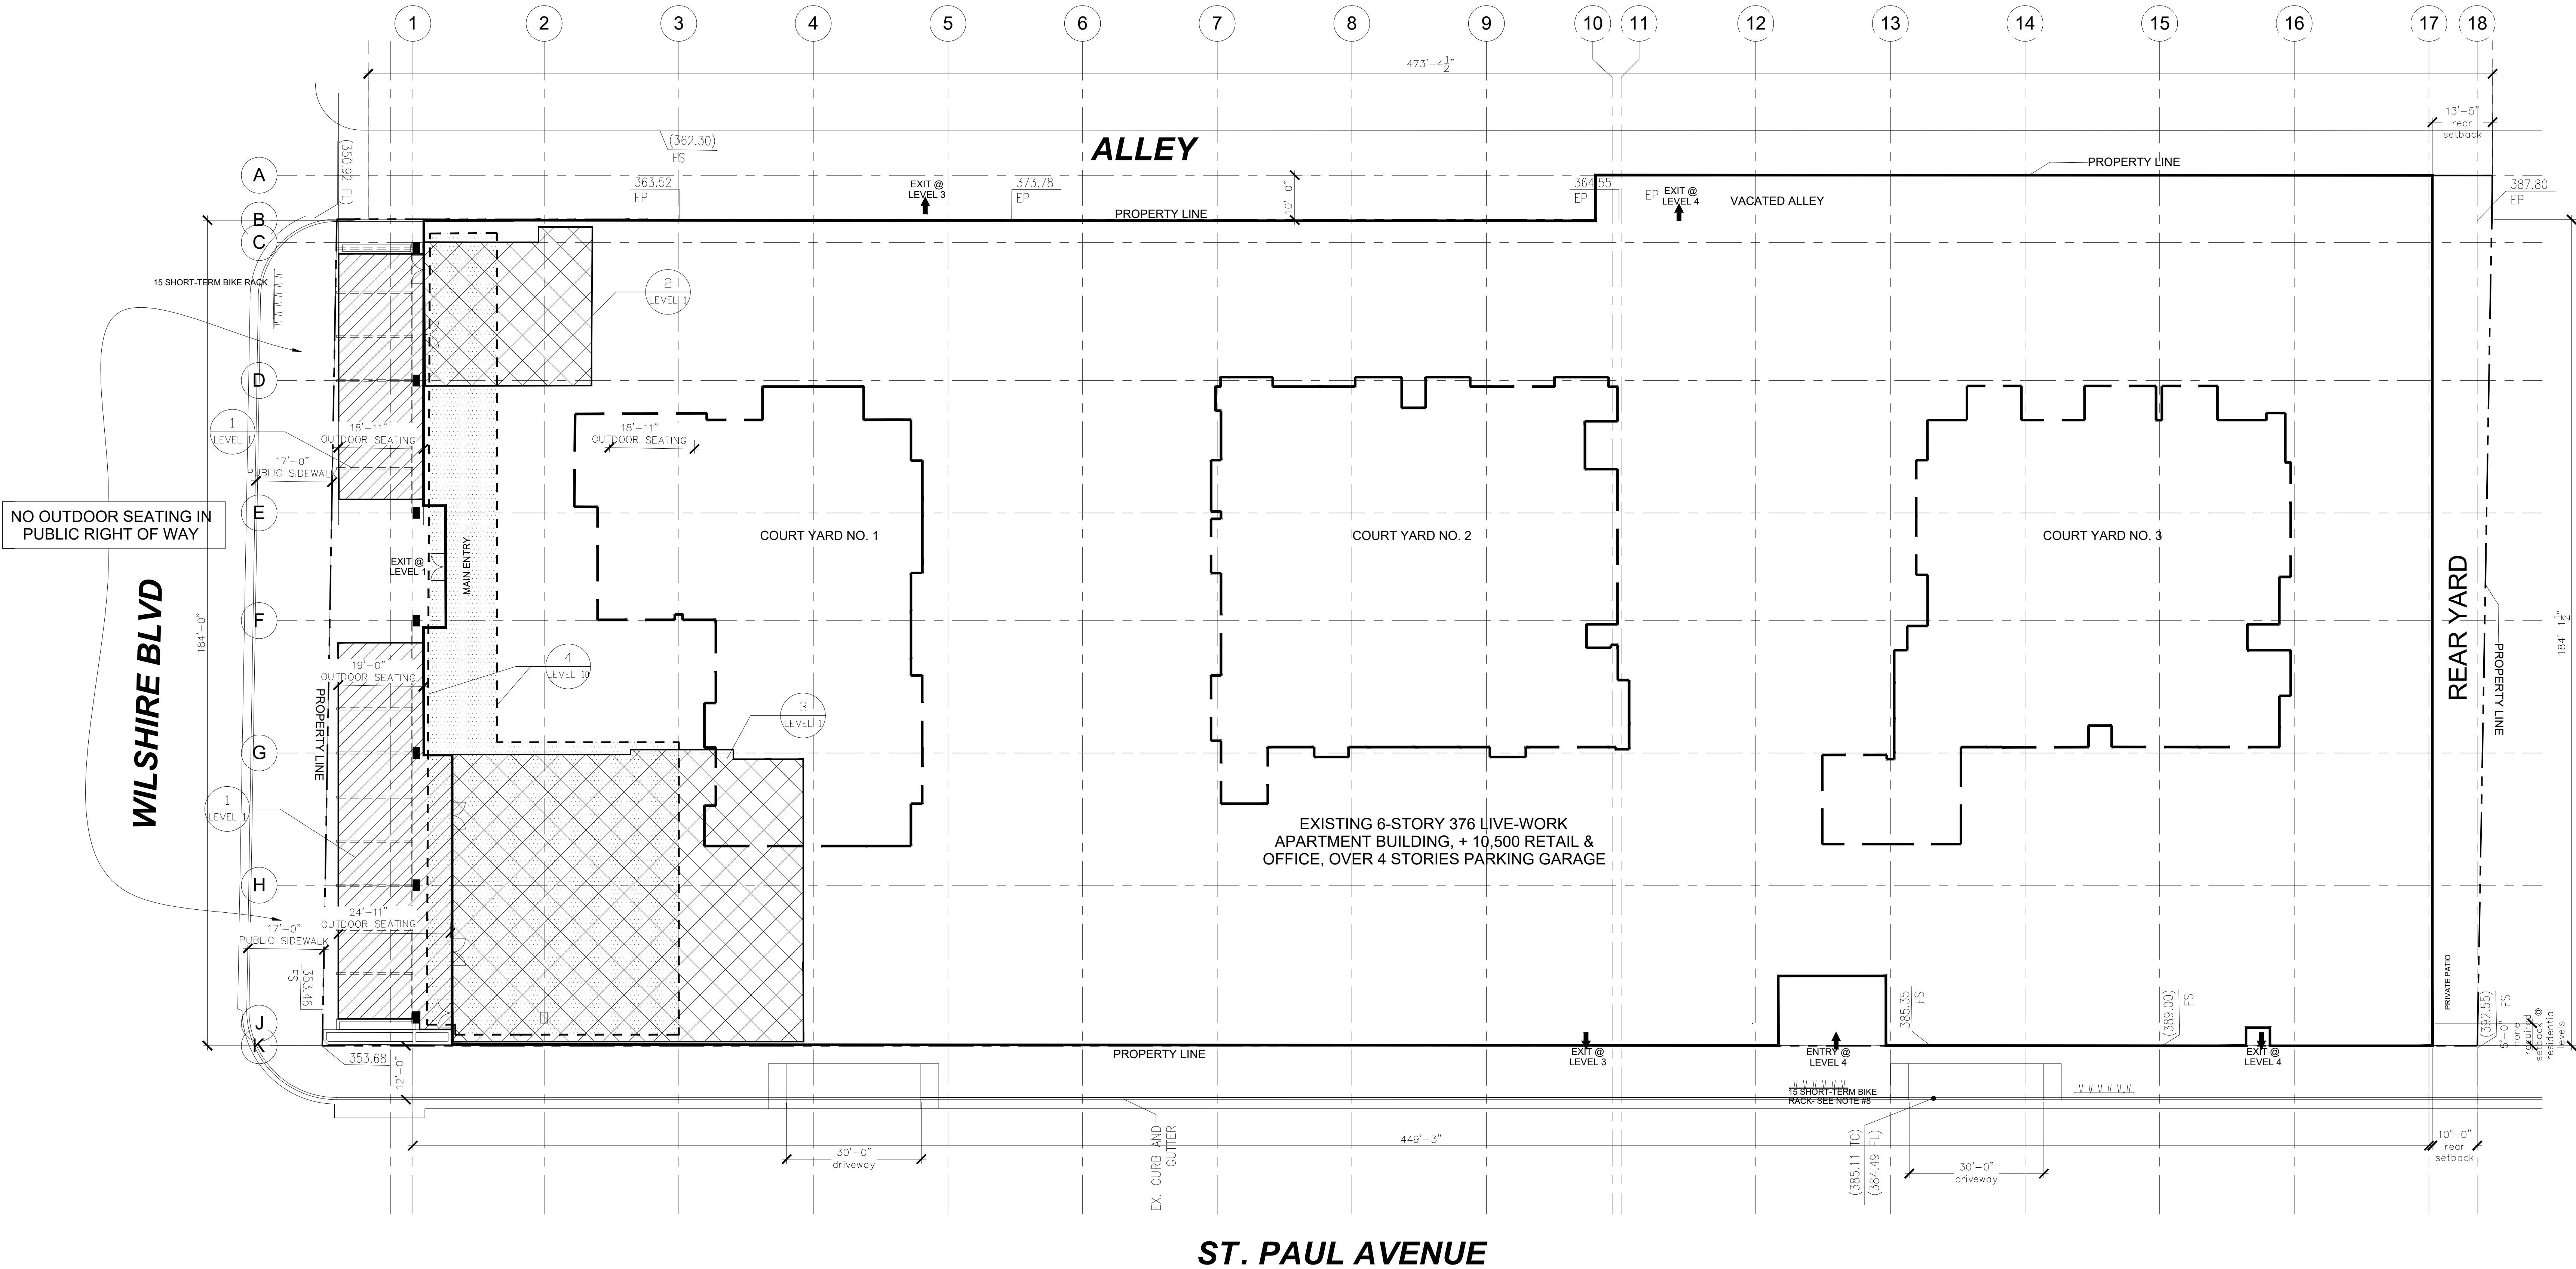 1 2 3 4 5 6 7 8 9 10 11 12 13 14 15 16 17 18
473'-4½"
13'-5"
rear
setback
ALLEY
(362.30)
FS
(350.92 FL)
A
PROPERTY LINE
363.52
EP
EXIT @
LEVEL 3
373.78
EP
10'-0"
364.55
EP
EP
EXIT @
LEVEL 4
VACATED ALLEY
387.80
EP
B
PROPERTY LINE
C
15 SHORT-TERM BIKE RACK
2
LEVEL 1
D
1
LEVEL 1
18'-11"
OUTDOOR SEATING
18'-11"
OUTDOOR SEATING
17'-0"
PUBLIC SIDEWALK
E
NO OUTDOOR SEATING IN
PUBLIC RIGHT OF WAY
COURT YARD NO. 1
COURT YARD NO. 2
COURT YARD NO. 3
EXIT @
LEVEL 1
MAIN ENTRY
WILSHIRE BLVD
184'-0"
F
REAR YARD
PROPERTY LINE
184'-1½"
4
LEVEL 10
19'-0"
OUTDOOR SEATING
PROPERTY LINE
3
LEVEL 1
G
1
LEVEL 1
EXISTING 6-STORY 376 LIVE-WORK
APARTMENT BUILDING, + 10,500 RETAIL &
OFFICE, OVER 4 STORIES PARKING GARAGE
H
24'-11"
OUTDOOR SEATING
17'-0"
PUBLIC SIDEWALK
353.46
FS
PRIVATE PATIO
385.35
FS
(389.00)
FS
(392.55)
FS
5'-0"
none
required
setback @
residential
levels
J
K
353.68
12'-0"
PROPERTY LINE
EXIT @
LEVEL 3
ENTRY @
LEVEL 4
EXIT @
LEVEL 4
15 SHORT-TERM BIKE
RACK- SEE NOTE #8
EX. CURB AND
GUTTER
449'-3"
30'-0"
driveway
(385.11 TC)
(384.49 FL)
30'-0"
driveway
10'-0"
rear
setback
ST. PAUL AVENUE